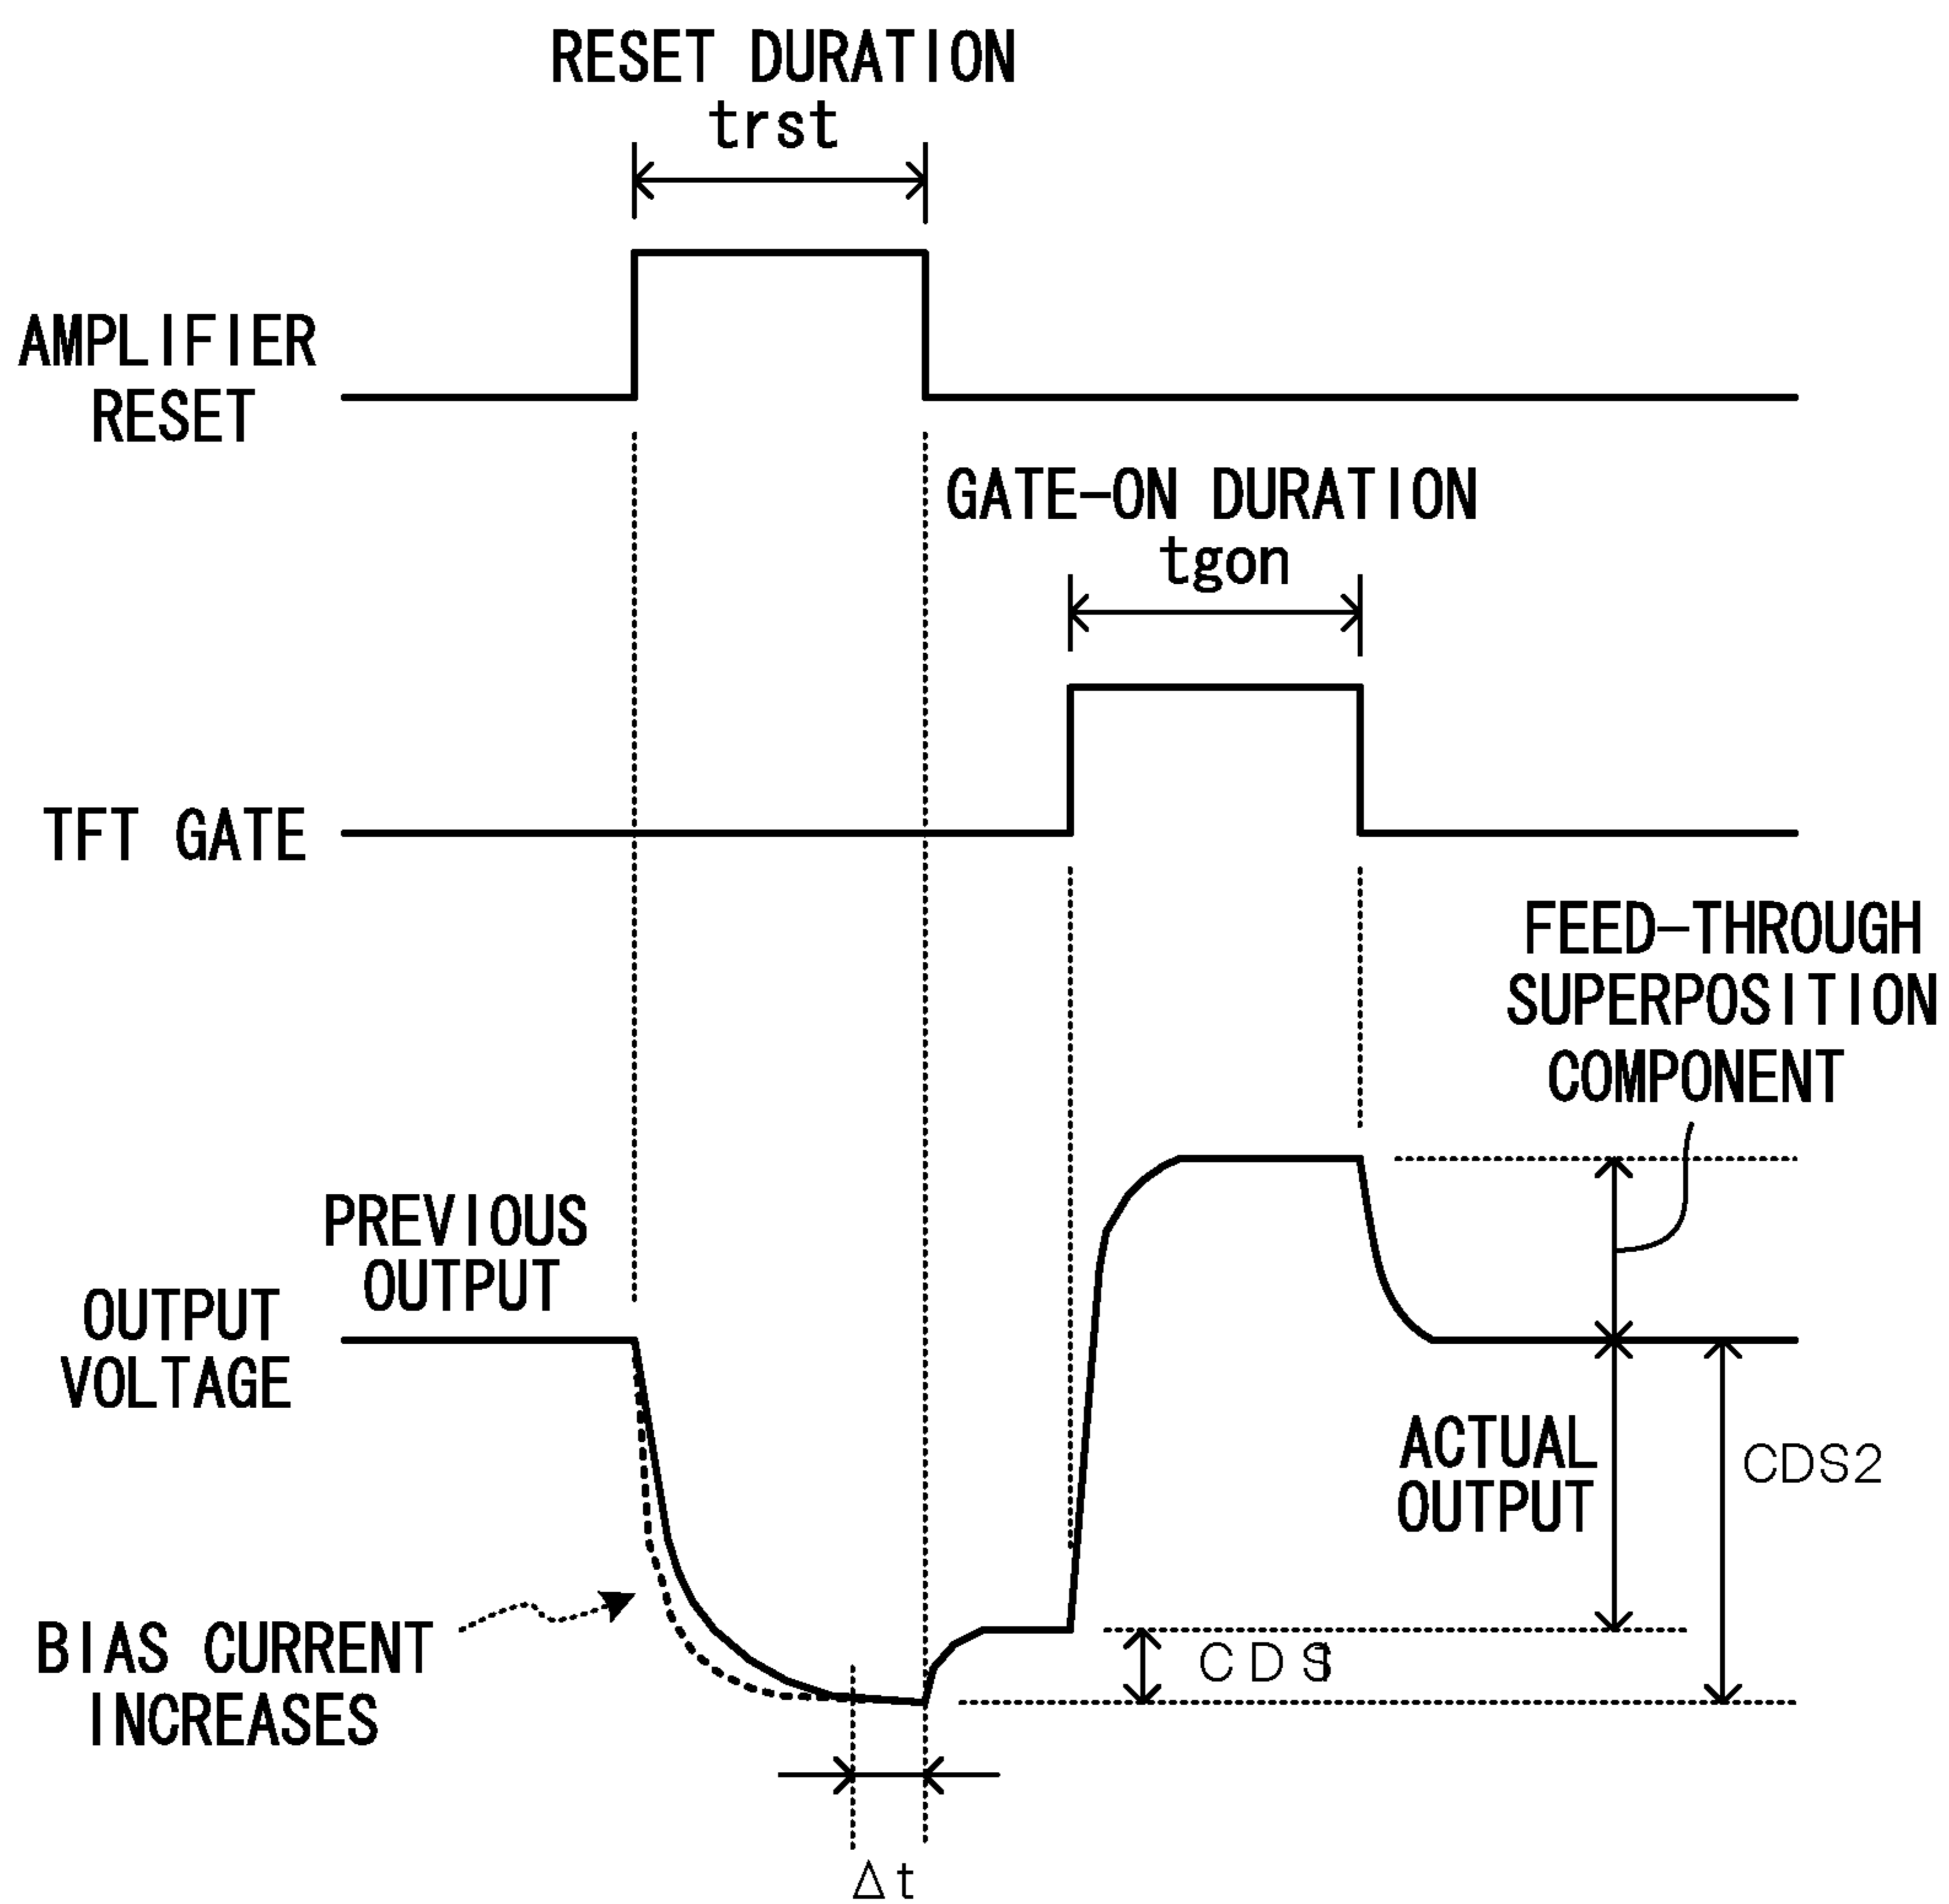 RESET DURATION
trst
AMPLIFIER
RESET
GATE-ON DURATION
tgon
TFT GATE
FEED-THROUGH
SUPERPOSITION
COMPONENT
PREVIOUS
OUTPUT
OUTPUT
VOLTAGE
ACTUAL
OUTPUT
CDS2
BIAS CURRENT
INCREASES
CDS1
Δt